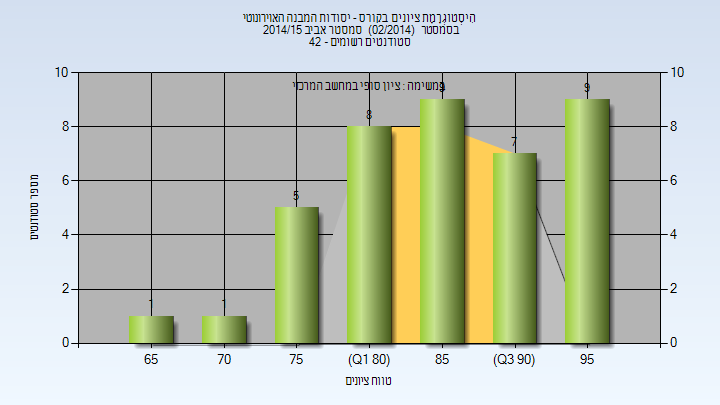 היסטוגרמת ציונים בקורס - יסודות המבנה האוירונוטי
בסמסטר (02/2014) סמסטר אביב 2014/15
סטודנטים רשומים - 42
משימה : ציון סופי במחשב המרכזי
מספר סטודנטים
10 10
8 8
6 6
4 4
2 2
0 0
1 1 5 8 9 7 9
65 70 75 (Q1 80) 85 (Q3 90) 95
טווח ציונים